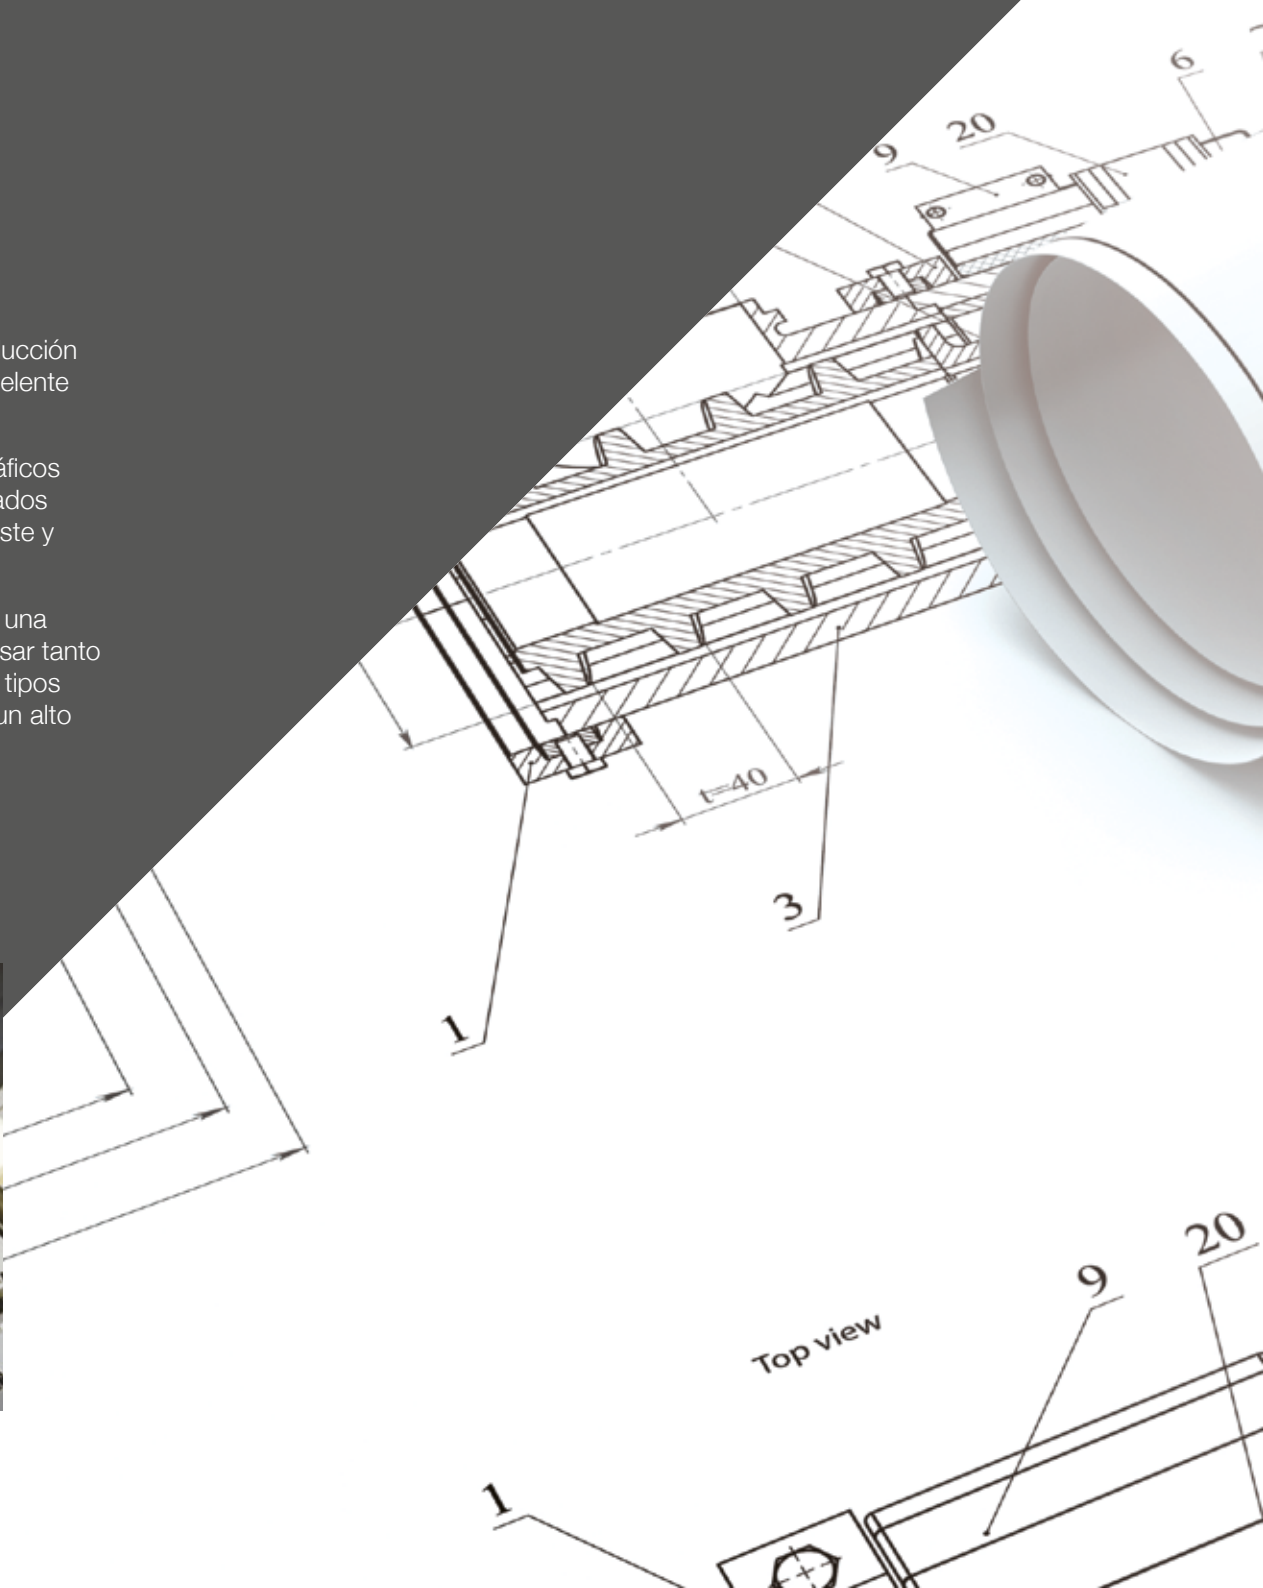 ucción
elente
áficos
ados
ste y
una
sar tanto
tipos
un alto
6
20
9
t=40
3
1
20
9
Top view
1